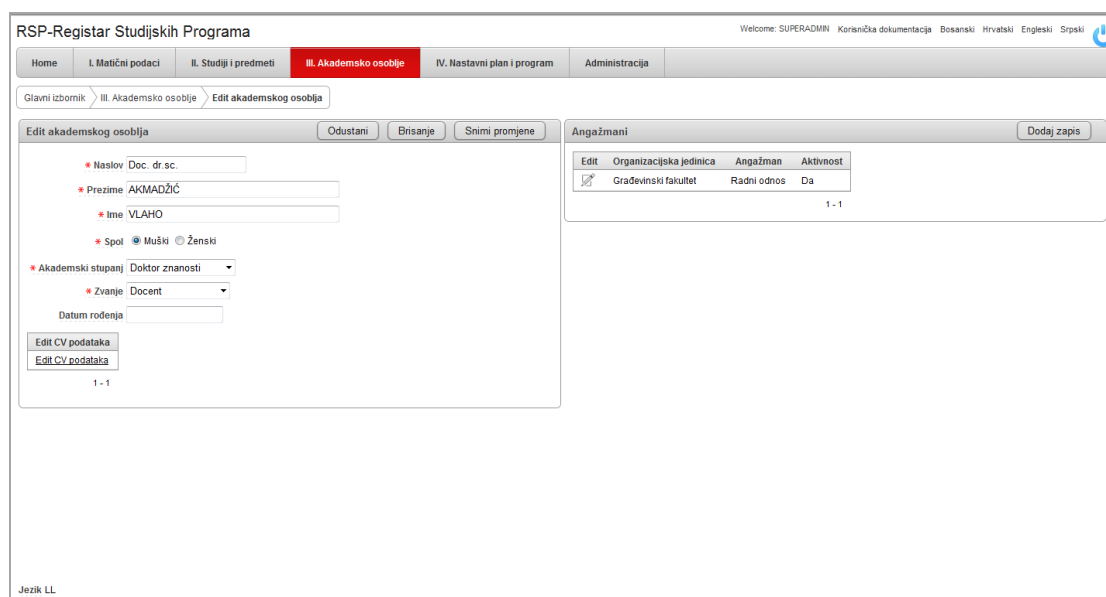 RSP-Registar Studijskih Programa
Welcome: SUPERADMIN Korisnička dokumentacija Bosanski Hrvatski Engleski Srpski
Home I. Matični podaci II. Studiji i predmeti III. Akademsko osoblje IV. Nastavni plan i program Administracija
Glavni izbornik III. Akademsko osoblje Edit akademskog osoblja
Edit akademskog osoblja Odustani Brisanje Snimi promjene
* Naslov Doc. dr.sc.
* Prezime AKMADŽIĆ
* Ime VLAHO
* Spol Muški Ženski
* Akademski stupanj Doktor znanosti
* Zvanje Docent
Datum rođenja
Edit CV podataka
Edit CV podataka
1 - 1
Angažmani Dodaj zapis
Edit Organizacijska jedinica Angažman Aktivnost
Građevinski fakultet Radni odnos Da
1 - 1
Jezik LL